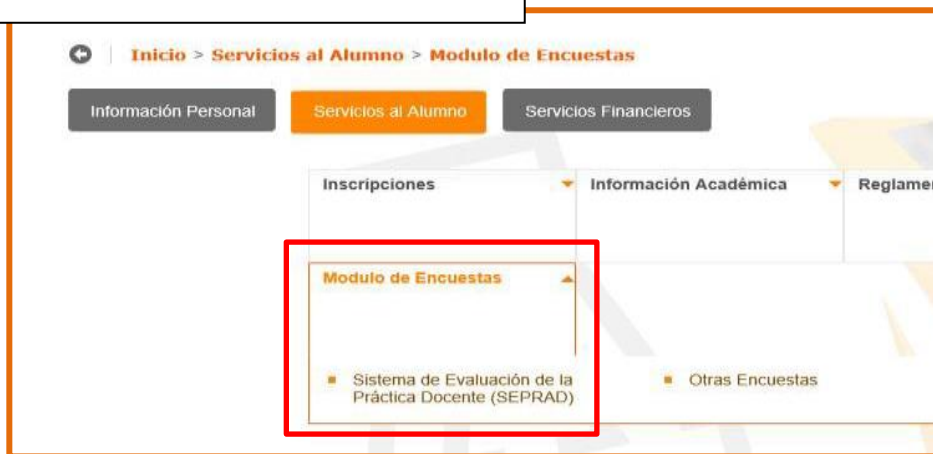 Inicio > Servicios al Alumno > Modulo de Encuestas
Información Personal
Servicios al Alumno
Servicios Financieros
Inscripciones
Información Académica
Modulo de Encuestas
Sistema de Evaluación de la
Práctica Docente (SEPRAD)
Otras Encuestas